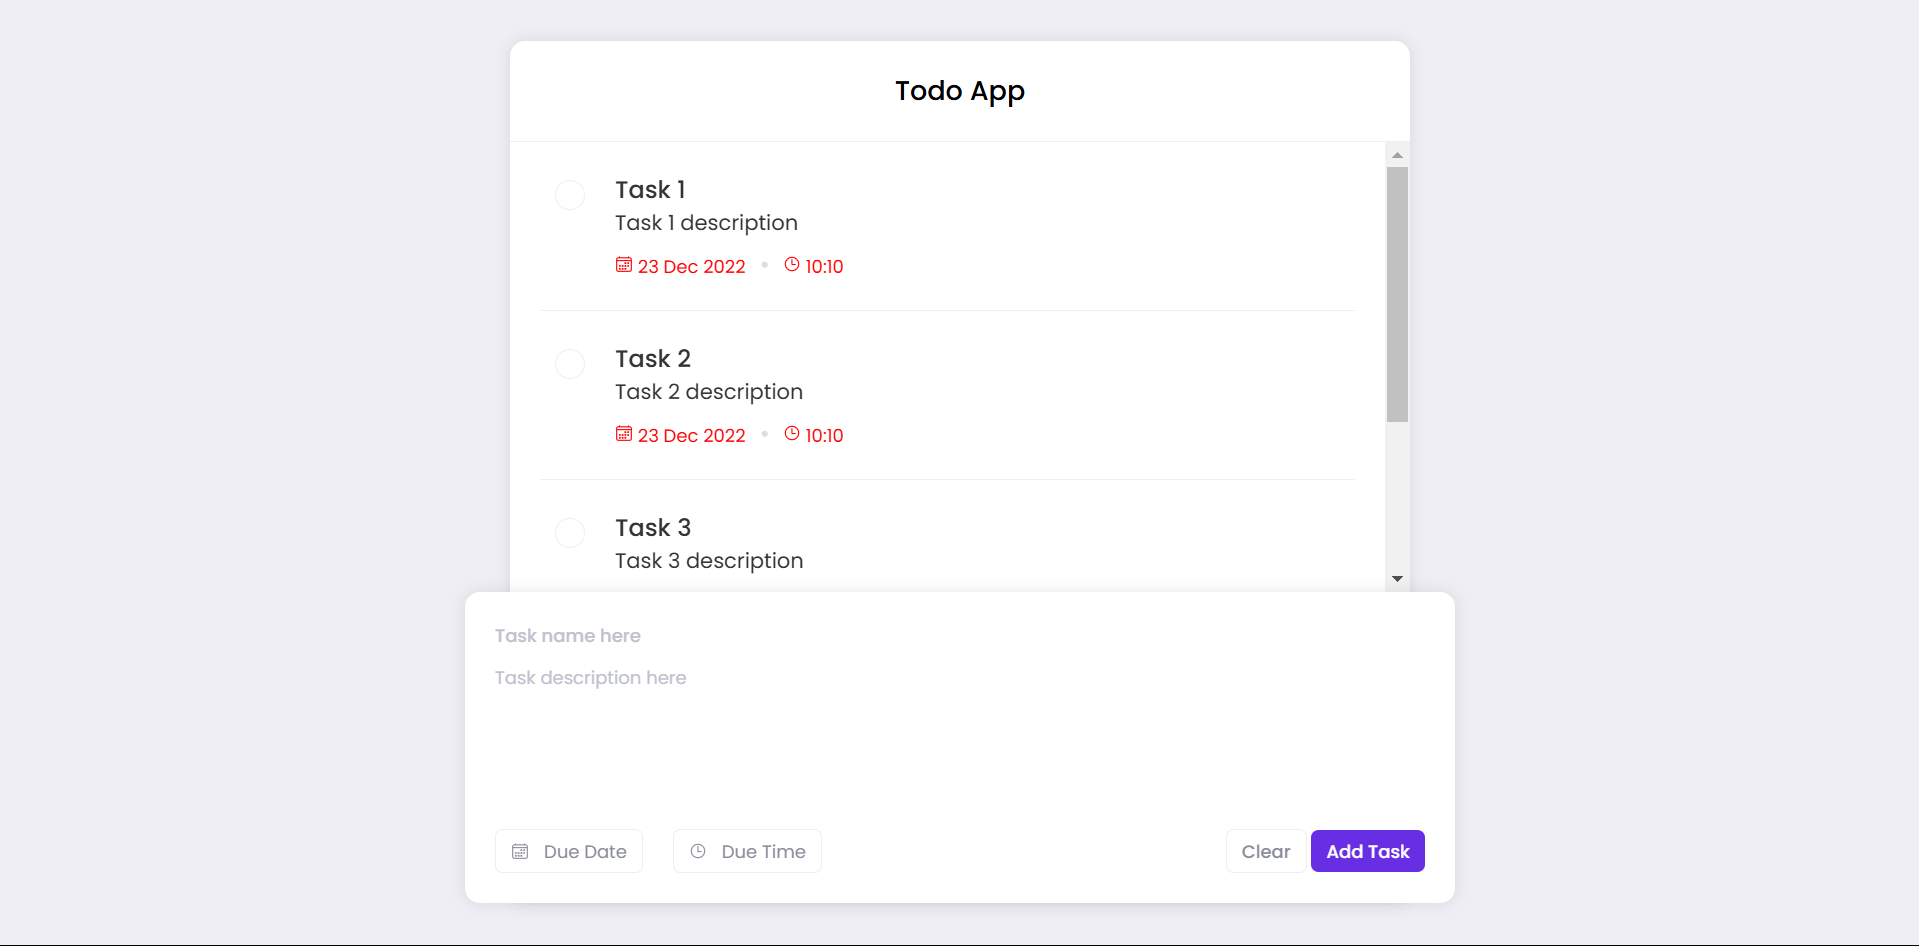 Todo App
Task 1
Task 1 description
23 Dec 2022 • 10:10
Task 2
Task 2 description
23 Dec 2022 • 10:10
Task 3
Task 3 description
Task name here
Task description here
Due Date Due Time Clear Add Task